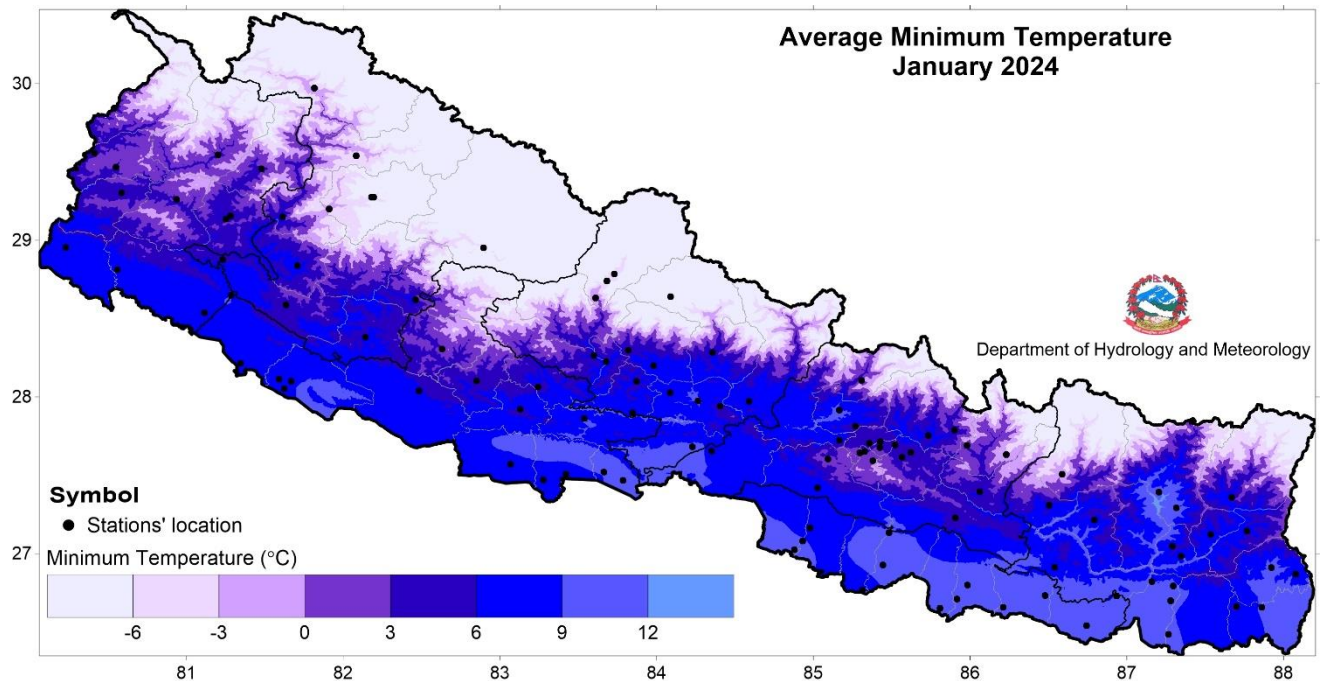 Average Minimum Temperature
January 2024
30
29
28
27
Department of Hydrology and Meteorology
Symbol
Stations' location
Minimum Temperature (°C)
-6 -3 0 3 6 9 12
81 82 83 84 85 86 87 88